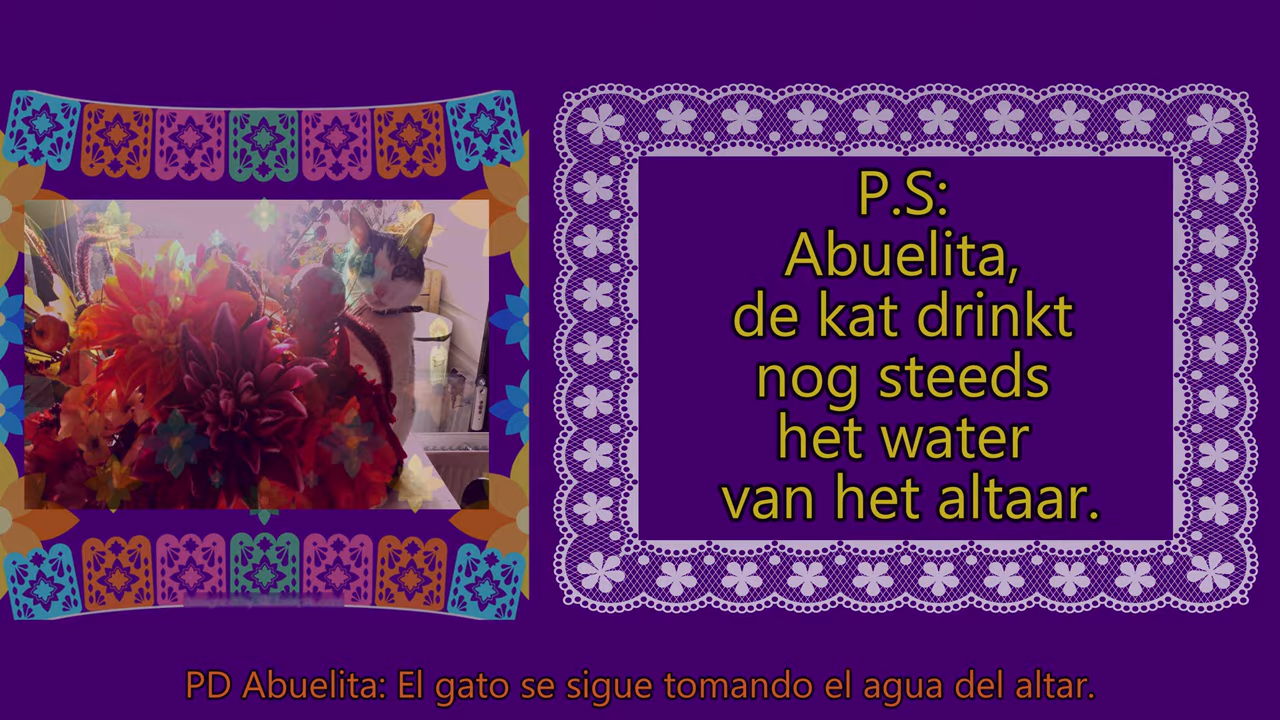 P.S:
Abuelita,
de kat drinkt
nog steeds
het water
van het altaar.
PD Abuelita: El gato se sigue tomando el agua del altar.